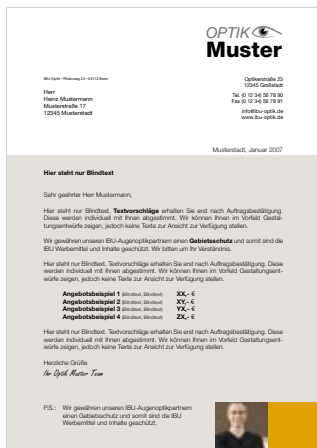 OPTIK
Muster
IBU-Optik • Rheinweg 24 • 53113 Bonn
Herr
Heinz Mustermann
Musterstraße 17
12345 Musterstadt
Optikerstraße 23
12345 Großstadt
Tel. (0 12 34) 56 78 90
Fax (0 12 34) 56 78 91
info@ibu-optik.de
www.ibu-optik.de
Musterstadt, Januar 2007
Hier steht nur Blindtext
Sehr geehrter Herr Mustermann,
Hier steht nur Blindtext. Textvorschläge erhalten Sie erst nach Auftragsbestätigung.
Diese werden individuell mit Ihnen abgestimmt. Wir können Ihnen im Vorfeld Gestal-
tungsentwürfe zeigen, jedoch keine Texte zur Ansicht zur Verfügung stellen.
Wir gewähren unseren IBU-Augenoptikpartnern einen Gebietsschutz und somit sind die
IBU Werbemittel und Inhalte geschützt. Wir bitten um Ihr Verständnis.
Hier steht nur Blindtext. Textvorschläge erhalten Sie erst nach Auftragsbestätigung. Diese
werden individuell mit Ihnen abgestimmt. Wir können Ihnen im Vorfeld Gestaltungsent-
würfe zeigen, jedoch keine Texte zur Ansicht zur Verfügung stellen.
Angebotsbeispiel 1 (Blindtext, Blindtext) XX,- €
Angebotsbeispiel 2 (Blindtext, Blindtext) XY,- €
Angebotsbeispiel 3 (Blindtext, Blindtext) YX,- €
Angebotsbeispiel 4 (Blindtext, Blindtext) ZX,- €
Hier steht nur Blindtext. Textvorschläge erhalten Sie erst nach Auftragsbestätigung. Diese
werden individuell mit Ihnen abgestimmt. Wir können Ihnen im Vorfeld Gestaltungsent-
würfe zeigen, jedoch keine Texte zur Ansicht zur Verfügung stellen.
Herzliche Grüße
Ihr Optik Muster Team
P.S.: Wir gewähren unseren IBU-Augenoptikpartnern
einen Gebietsschutz und somit sind die IBU
Werbemittel und Inhalte geschützt.